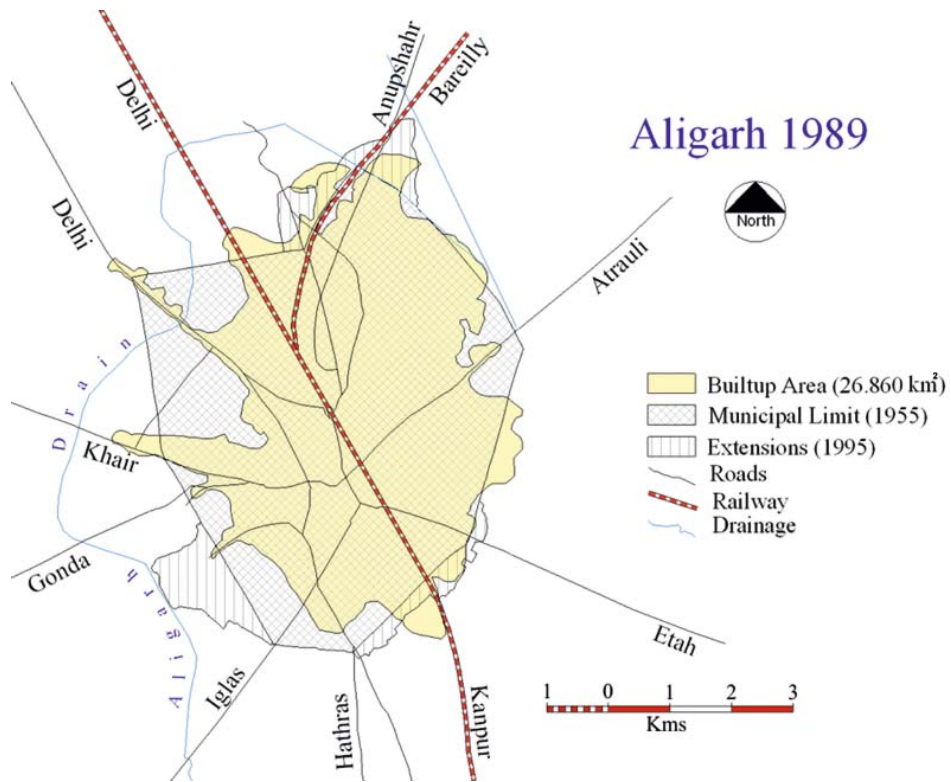 Aligarh 1989
North
Delhi
Anupshahr
Bareilly
Delhi
Atrauli
Drain
Khair
Gonda
Aligarh
Iglas
Hathras
Kanpur
Etah
Builtup Area (26.860 km²)
Municipal Limit (1955)
Extensions (1995)
Roads
Railway
Drainage
1 0 1 2 3
Kms